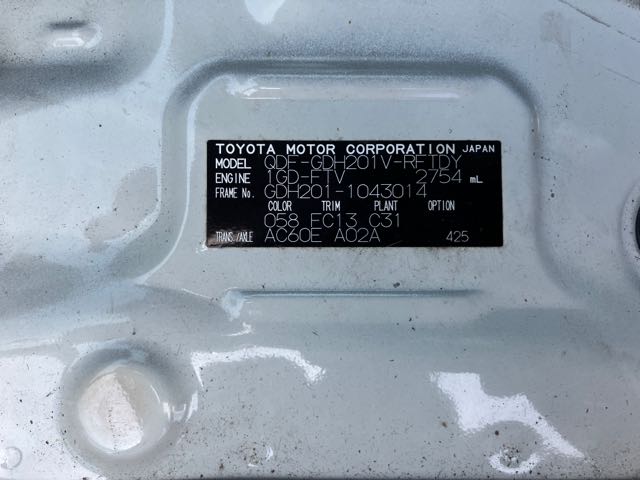 TOYOTA MOTOR CORPORATION JAPAN
MODEL QDF-GDH201V-RFTDY
ENGINE 1GD-FTV 2754 mL
FRAME No. GDH201-1043014
COLOR TRIM PLANT OPTION
058 FC13 C31
TRANS./AXLE AC60E A02A 425